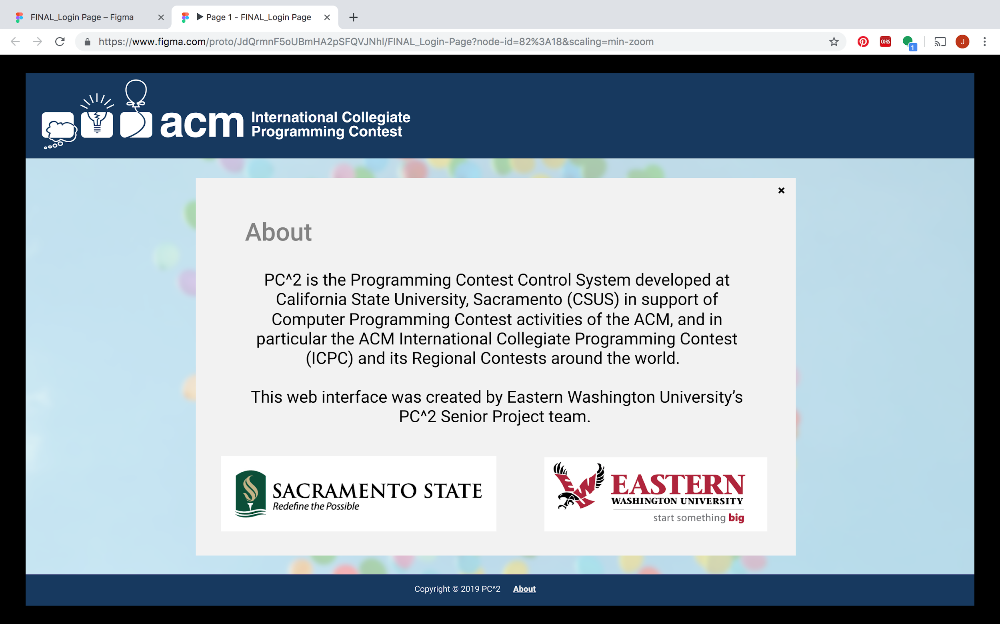 FINAL_Login Page – Figma
▶ Page 1 - FINAL_Login Page
https://www.figma.com/proto/JdQrmnF5oUBmHA2pSFQVJNhl/FINAL_Login-Page?node-id=82%3A18&scaling=min-zoom
CORS
1
J
acm International Collegiate
Programming Contest
About
PC^2 is the Programming Contest Control System developed at
California State University, Sacramento (CSUS) in support of
Computer Programming Contest activities of the ACM, and in
particular the ACM International Collegiate Programming Contest
(ICPC) and its Regional Contests around the world.
This web interface was created by Eastern Washington University’s
PC^2 Senior Project team.
SACRAMENTO STATE
Redefine the Possible
EW
EASTERN
WASHINGTON UNIVERSITY
start something big
Copyright © 2019 PC^2 About